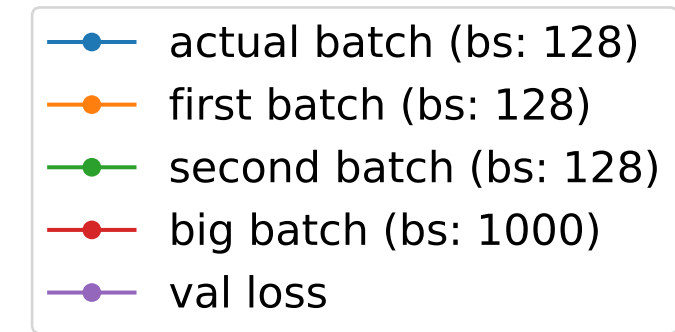 actual batch (bs: 128)
first batch (bs: 128)
second batch (bs: 128)
big batch (bs: 1000)
val loss